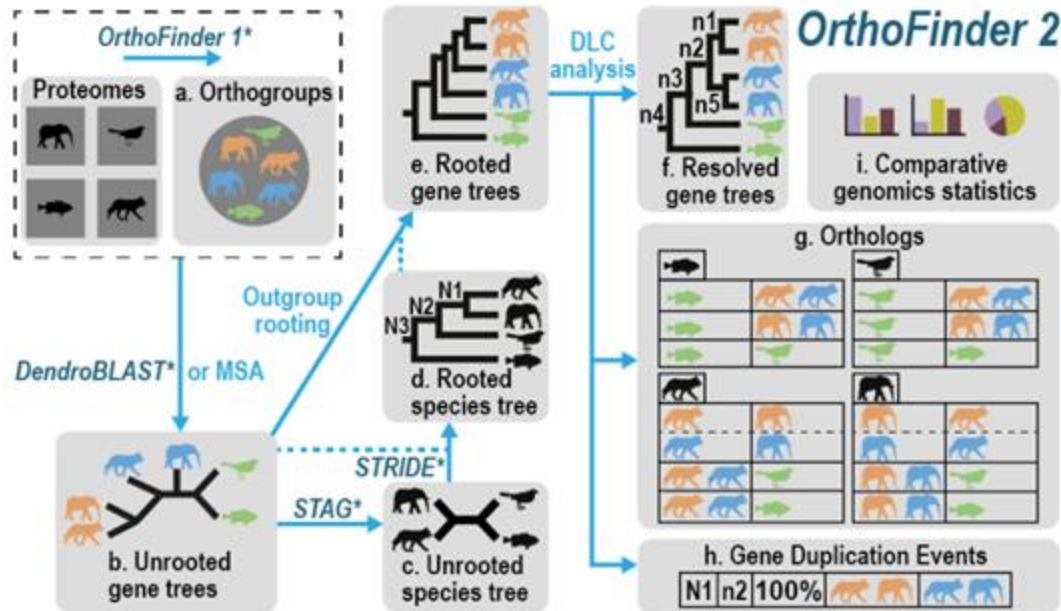 OrthoFinder 1*
Proteomes
a. Orthogroups
DendroBLAST* or MSA
b. Unrooted
gene trees
STAG*
c. Unrooted
species tree
STRIDE*
d. Rooted
species tree
N1
N2
N3
Outgroup
rooting
e. Rooted
gene trees
DLC
analysis
n1
n2
n3
n4
n5
f. Resolved
gene trees
OrthoFinder 2
i. Comparative
genomics statistics
g. Orthologs
h. Gene Duplication Events
N1 n2 100%